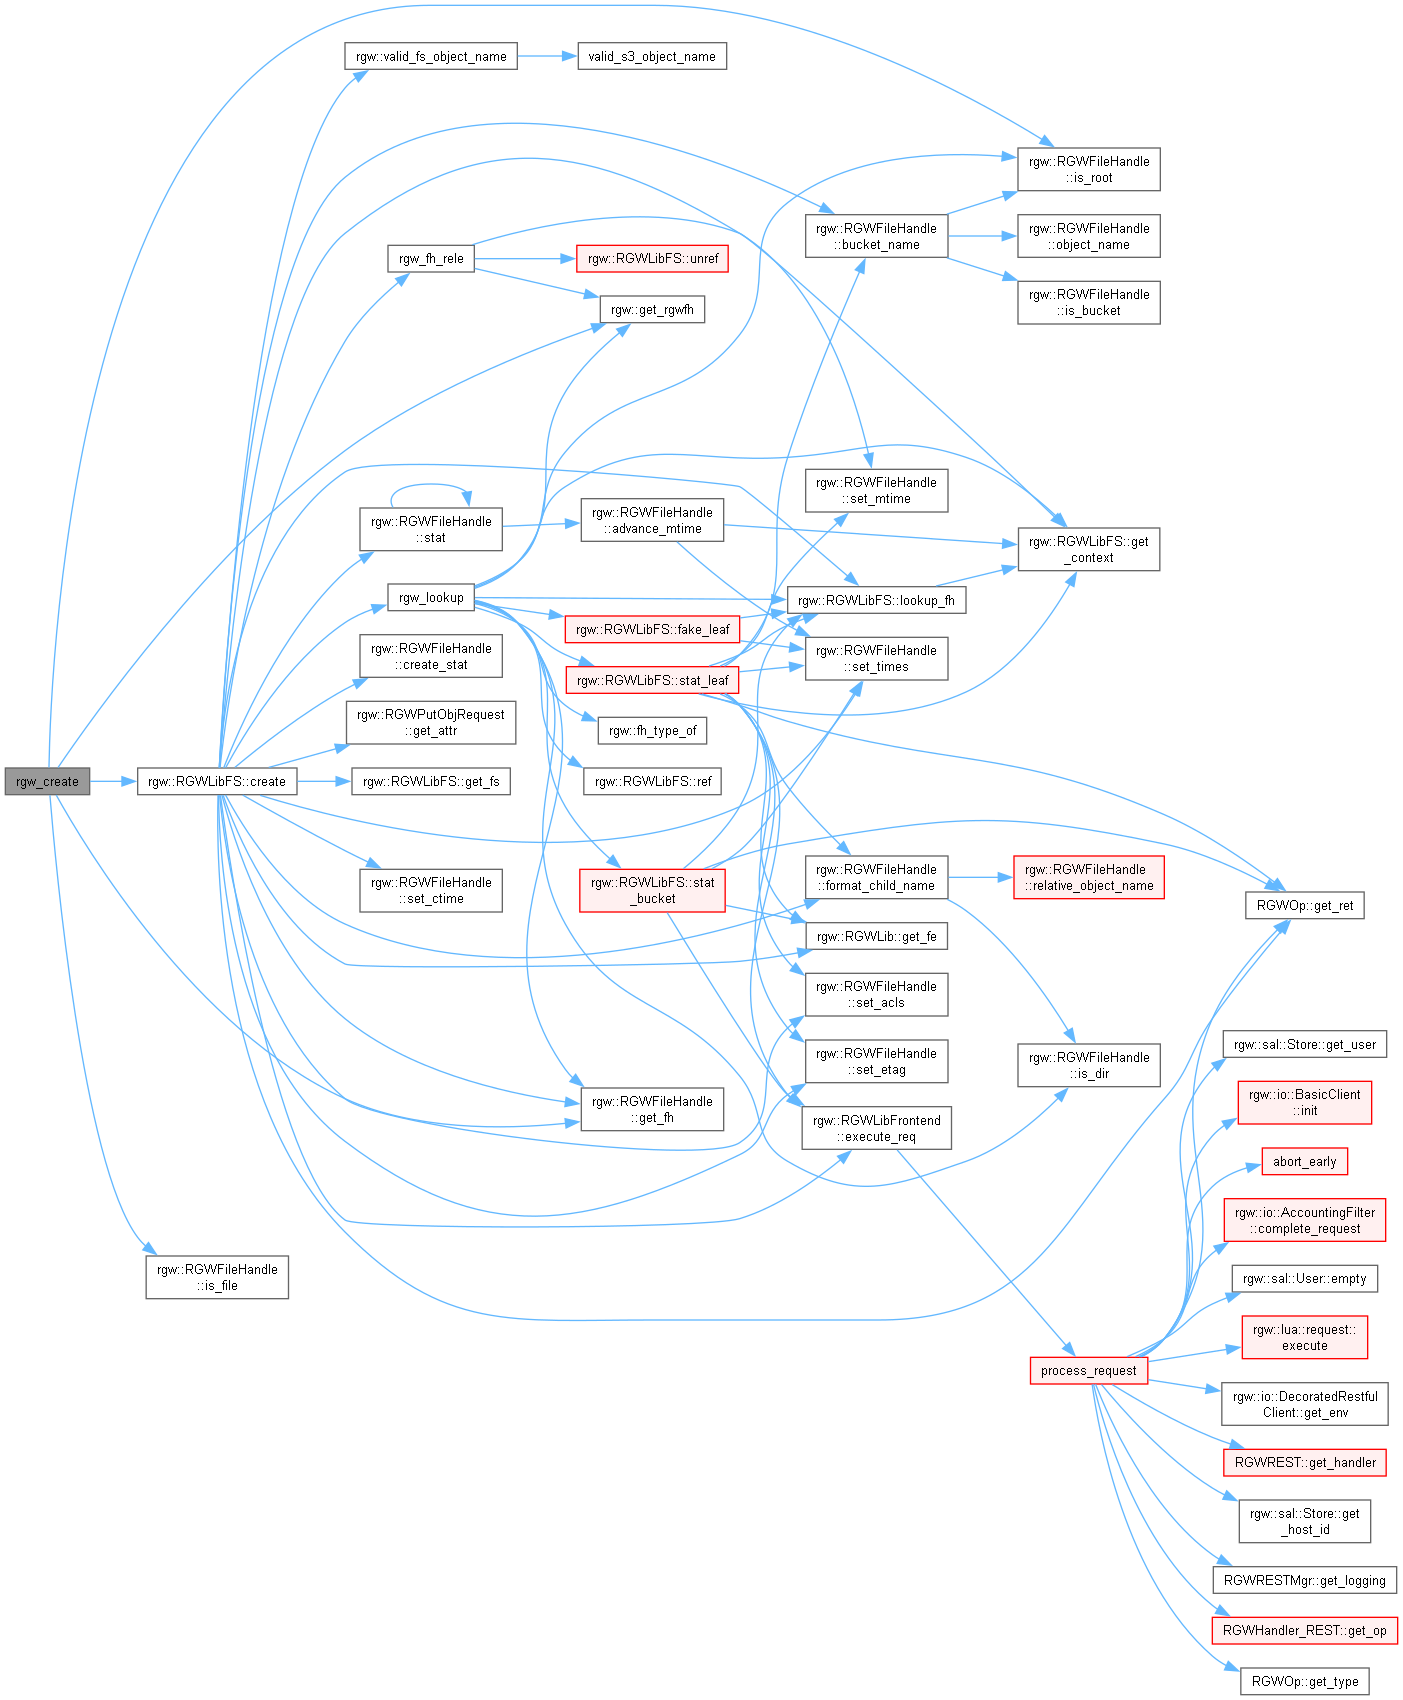 rgw::valid_fs_object_name
valid_s3_object_name
rgw::RGWFileHandle
::is_root
rgw::RGWFileHandle
::bucket_name
rgw::RGWFileHandle
::object_name
rgw_fh_rele
rgw::RGWLibFS::unref
rgw::RGWFileHandle
::is_bucket
rgw::get_rgwfh
rgw::RGWFileHandle
::set_mtime
rgw::RGWFileHandle
::stat
rgw::RGWFileHandle
::advance_mtime
rgw::RGWLibFS::get
_context
rgw_lookup
rgw::RGWLibFS::lookup_fh
rgw::RGWLibFS::fake_leaf
rgw::RGWFileHandle
::create_stat
rgw::RGWFileHandle
::set_times
rgw::RGWLibFS::stat_leaf
rgw::RGWPutObjRequest
::get_attr
rgw::fh_type_of
rgw_create
rgw::RGWLibFS::create
rgw::RGWLibFS::get_fs
rgw::RGWLibFS::ref
rgw::RGWFileHandle
::set_ctime
rgw::RGWLibFS::stat
_bucket
rgw::RGWFileHandle
::format_child_name
rgw::RGWFileHandle
::relative_object_name
RGWOp::get_ret
rgw::RGWLib::get_fe
rgw::RGWFileHandle
::set_acls
rgw::sal::Store::get_user
rgw::RGWFileHandle
::set_etag
rgw::RGWFileHandle
::is_dir
rgw::io::BasicClient
::init
rgw::RGWFileHandle
::get_fh
rgw::RGWLibFrontend
::execute_req
abort_early
rgw::io::AccountingFilter
::complete_request
rgw::RGWFileHandle
::is_file
rgw::sal::User::empty
rgw::lua::request::
execute
process_request
rgw::io::DecoratedRestful
Client::get_env
RGWREST::get_handler
rgw::sal::Store::get
_host_id
RGWRESTMgr::get_logging
RGWHandler_REST::get_op
RGWOp::get_type